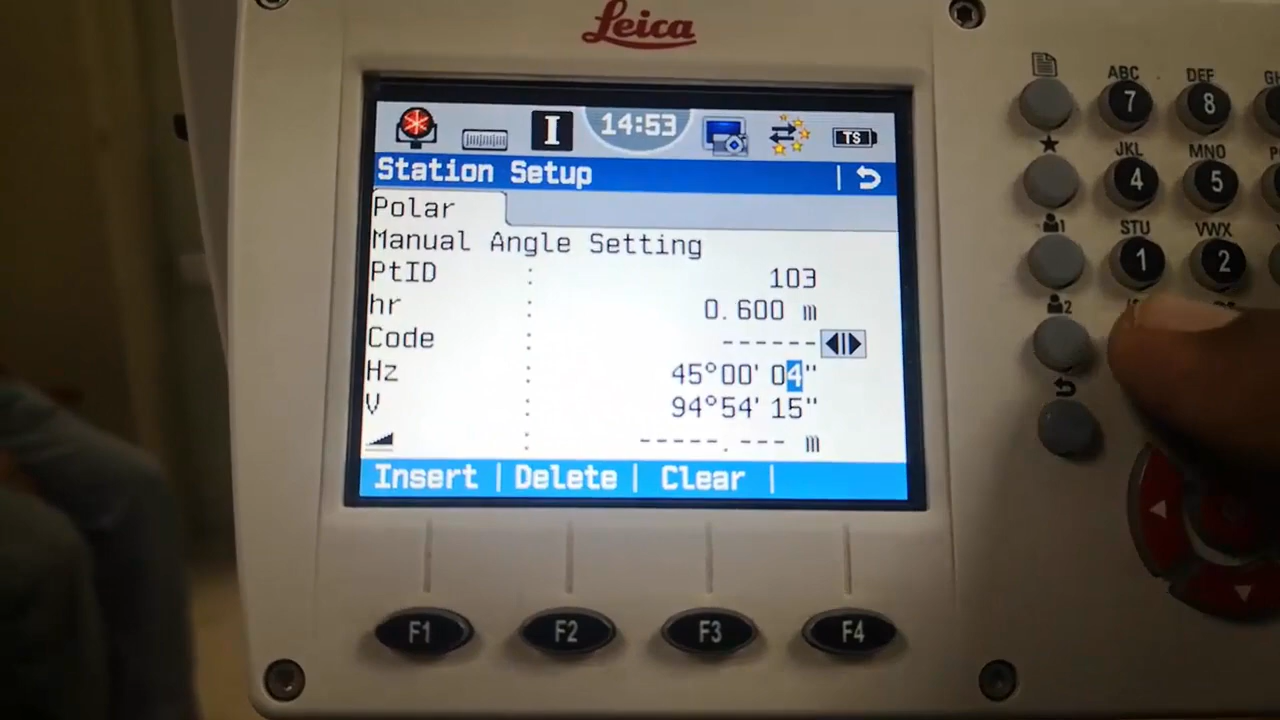 Leica
I 14:53 TS
Station Setup
Polar
Manual Angle Setting
PtID : 103
hr : 0.600 m
Code : ------
Hz : 45°00' 04"
V : 94°54' 15"
: -----.--- m
Insert | Delete | Clear |
F1 F2 F3 F4
ABC DEF
7 8
JKL MNO
4 5
STU VWX
1 2
1
2